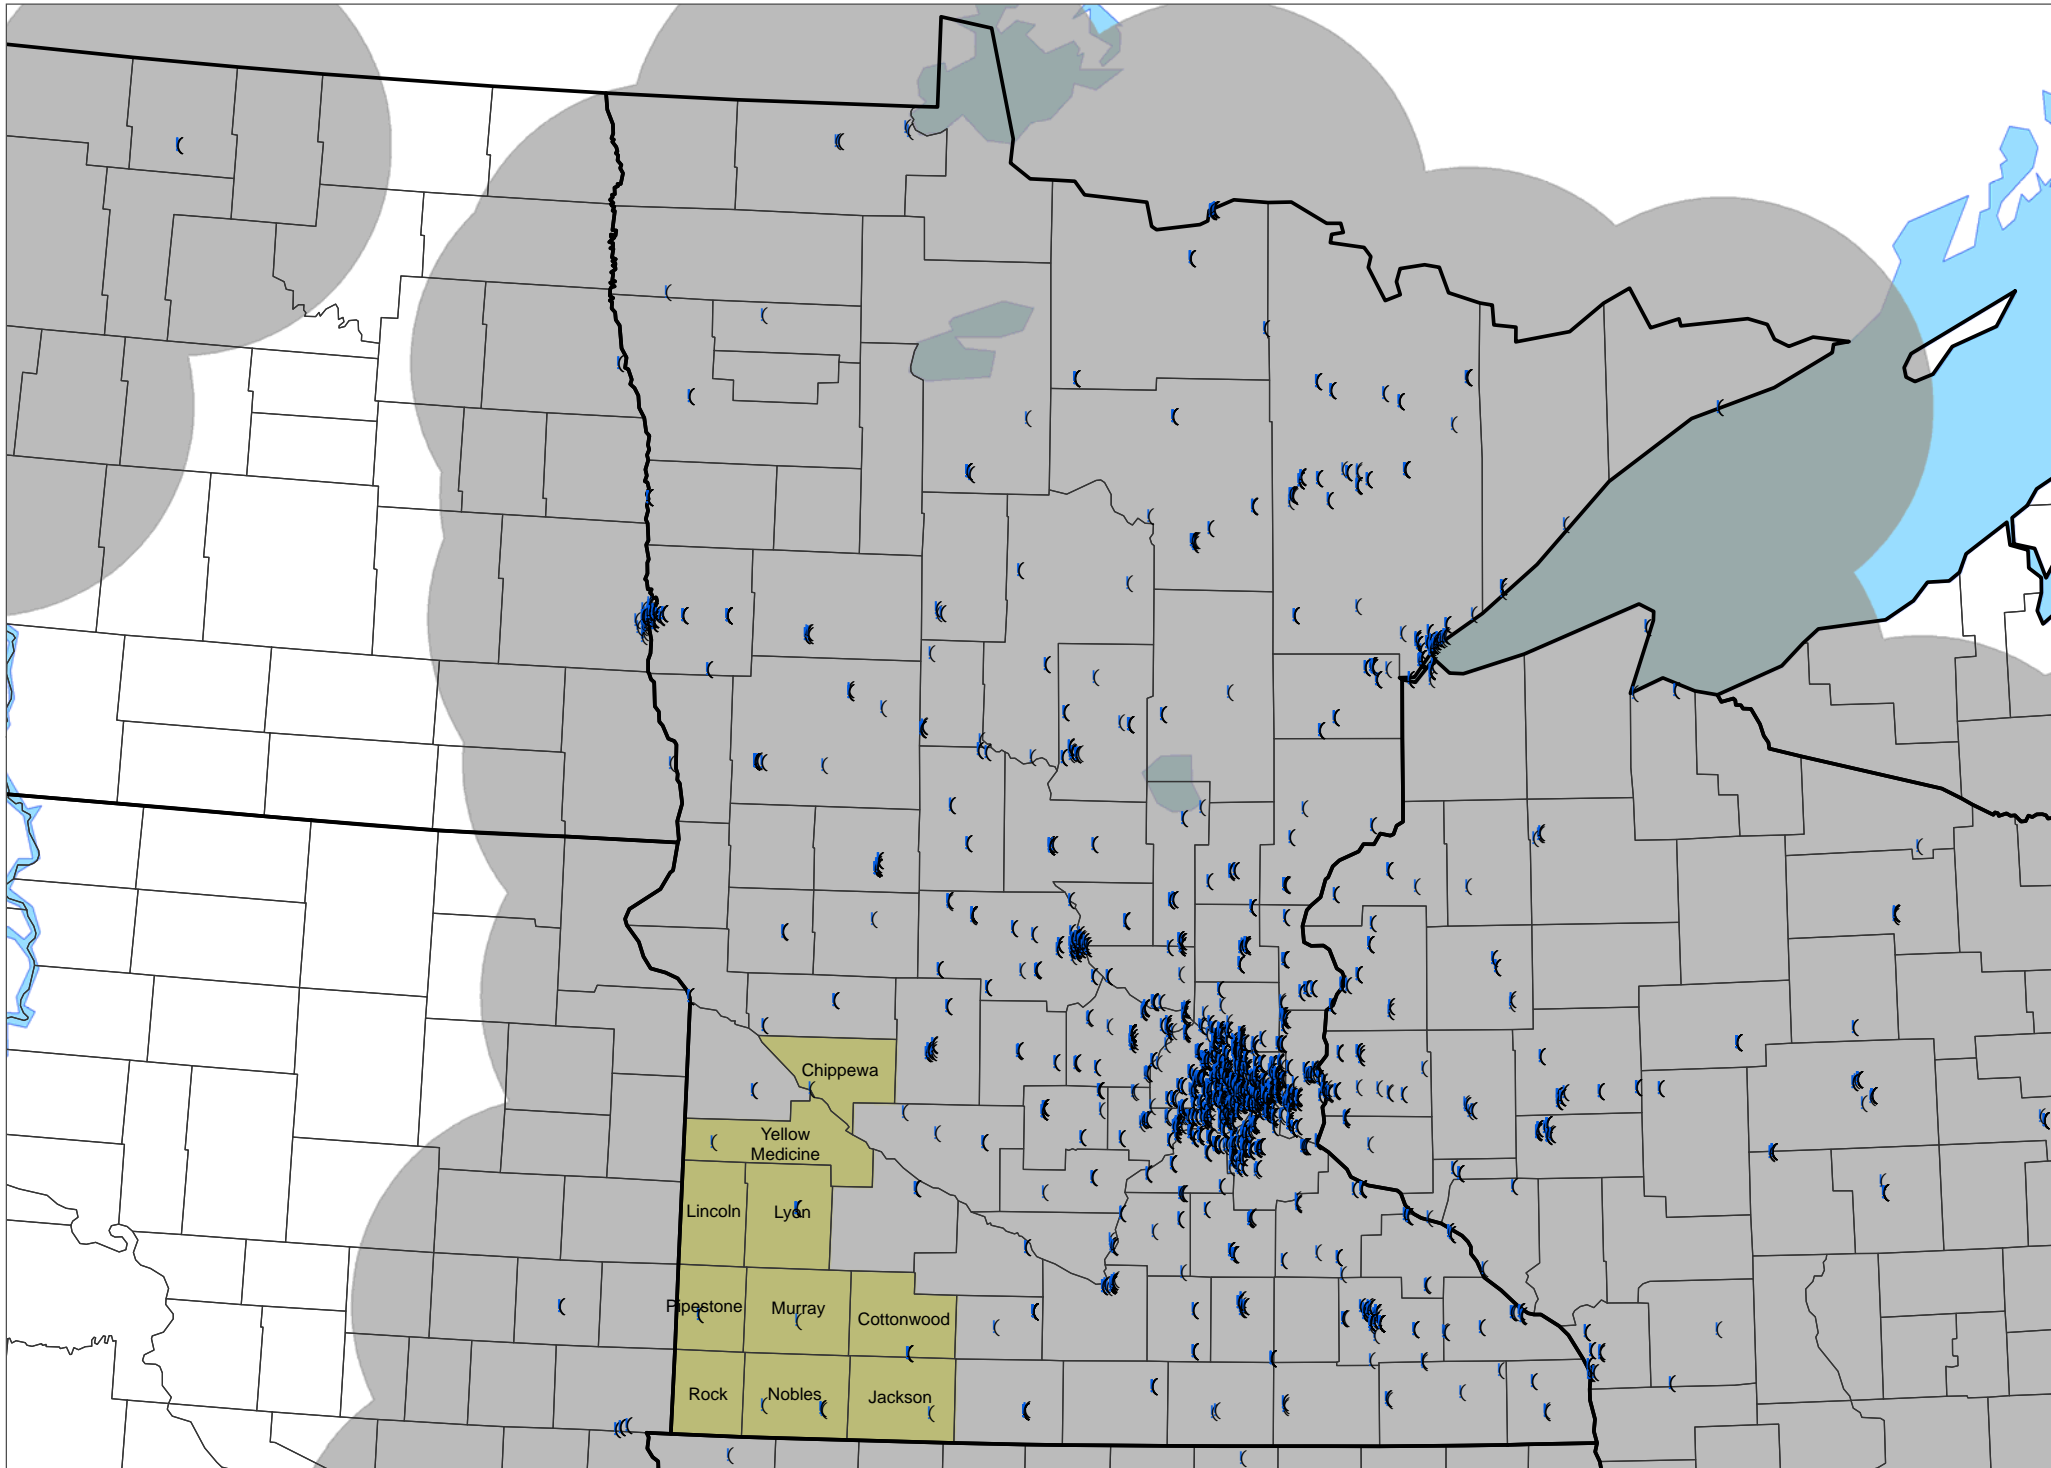 Chippewa
Yellow
Medicine
Lincoln
Lyon
Pipestone
Murray
Cottonwood
Rock
Nobles
Jackson